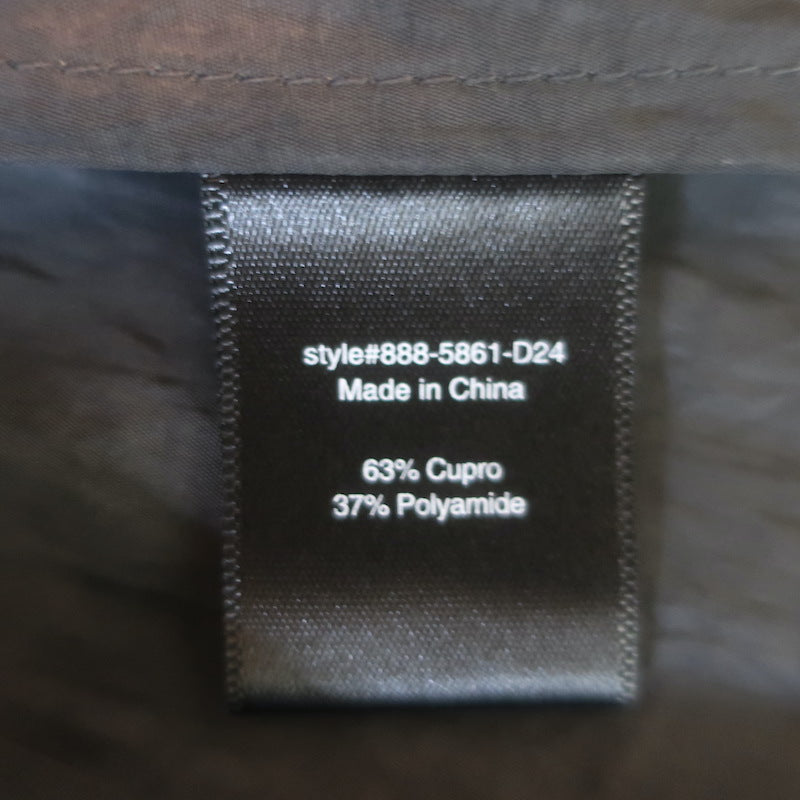 style#888-5861-D24
Made in China
63% Cupro
37% Polyamide